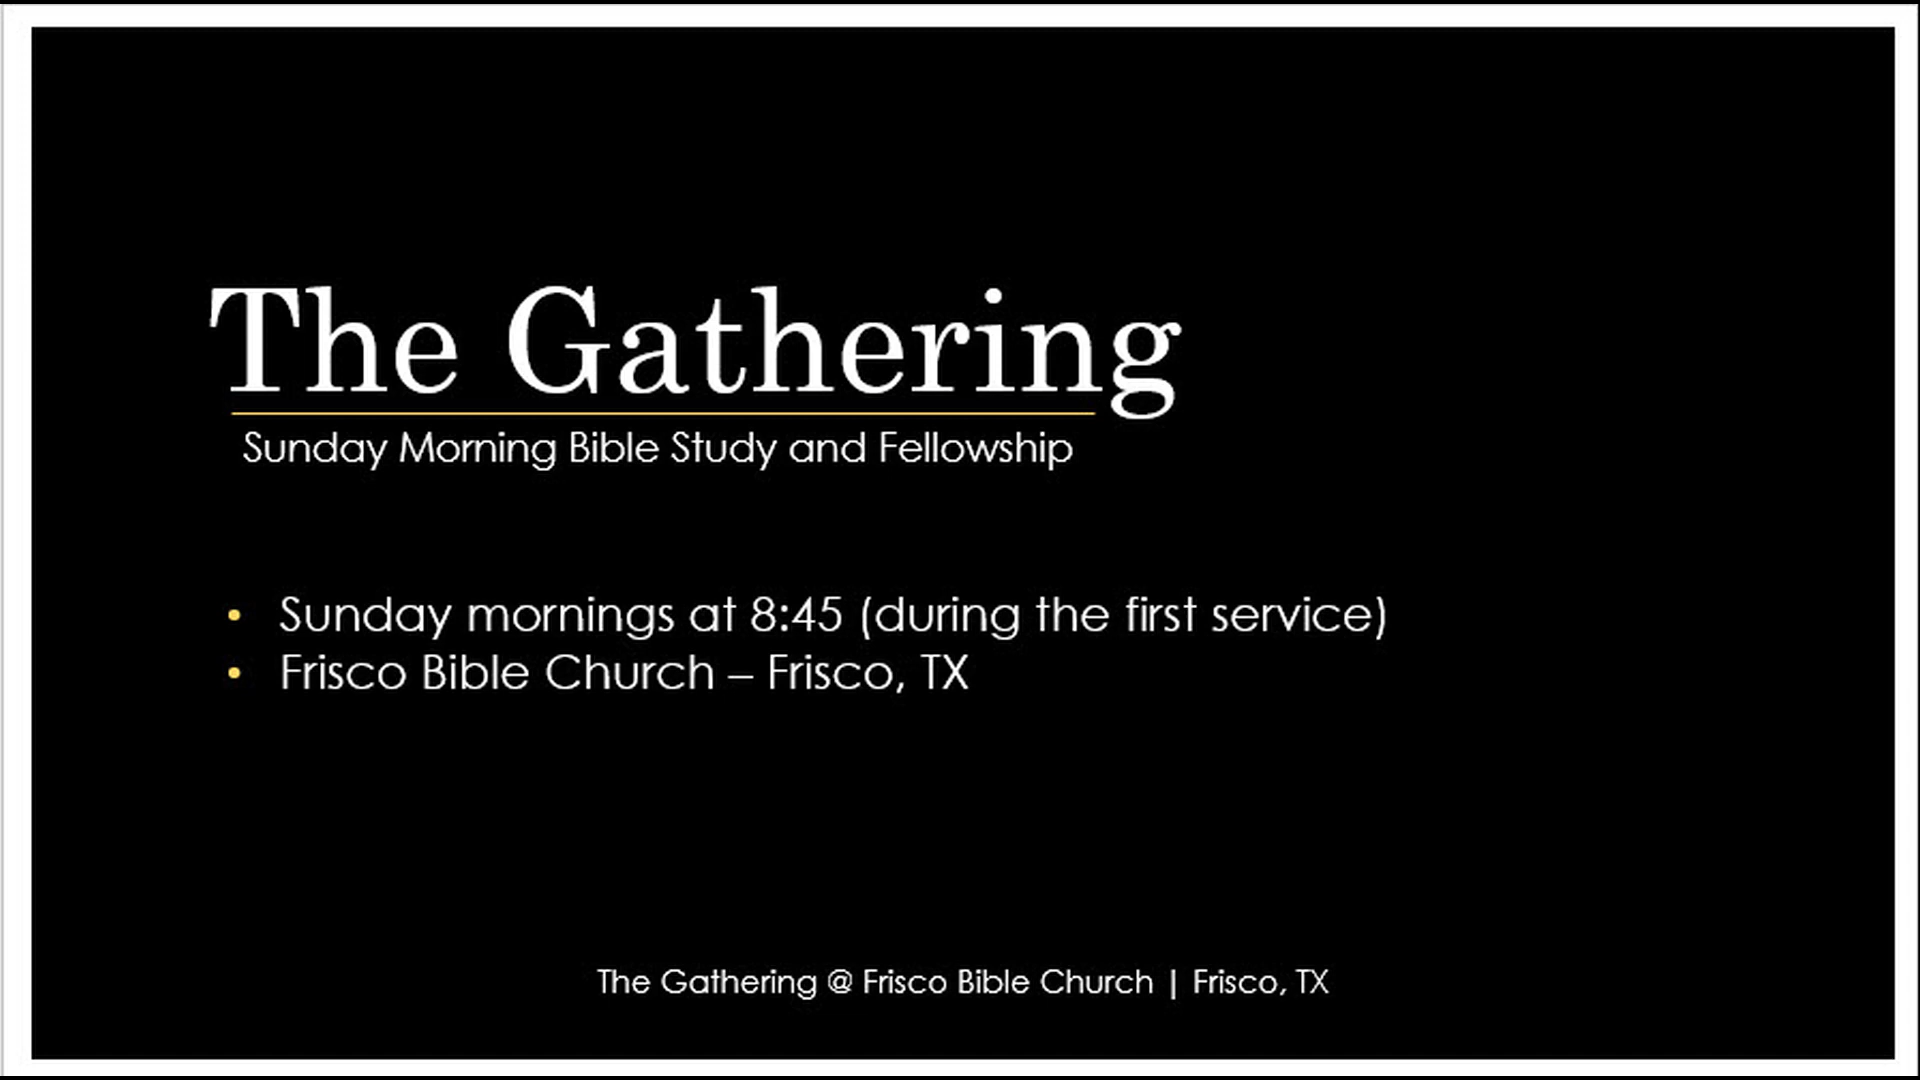 The Gathering
Sunday Morning Bible Study and Fellowship
• Sunday mornings at 8:45 (during the first service)
• Frisco Bible Church – Frisco, TX
The Gathering @ Frisco Bible Church | Frisco, TX